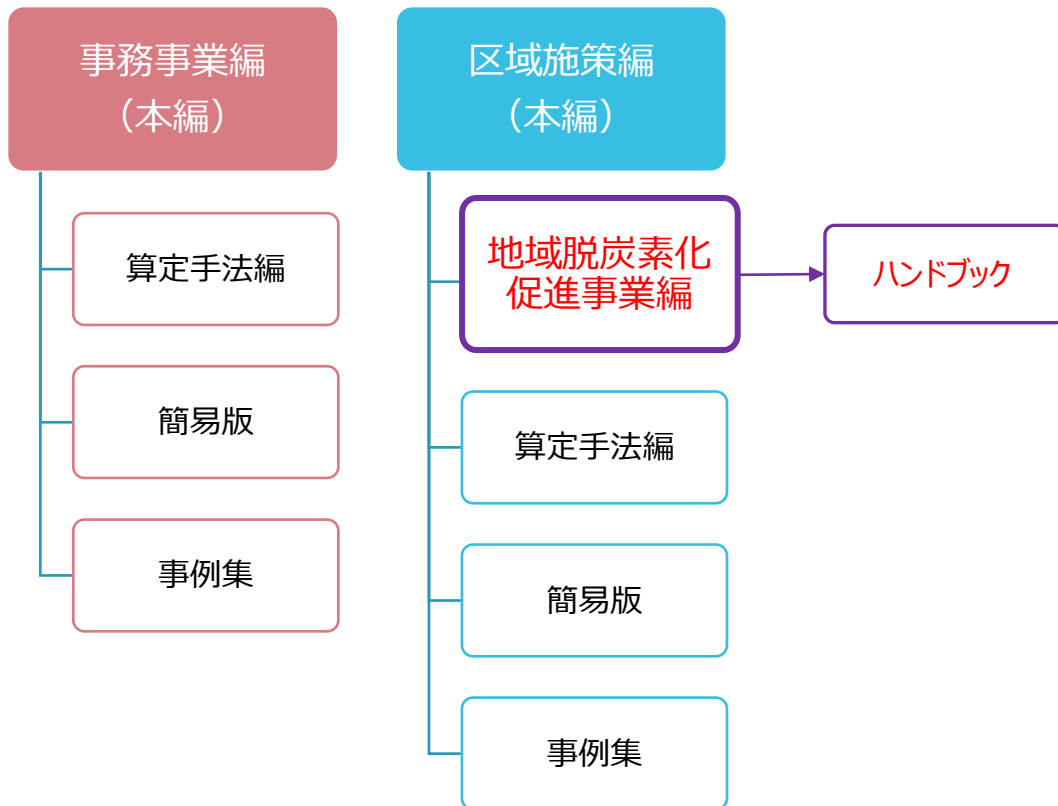 事務事業編
（本編）
算定手法編
簡易版
事例集
区域施策編
（本編）
地域脱炭素化
促進事業編
ハンドブック
算定手法編
簡易版
事例集